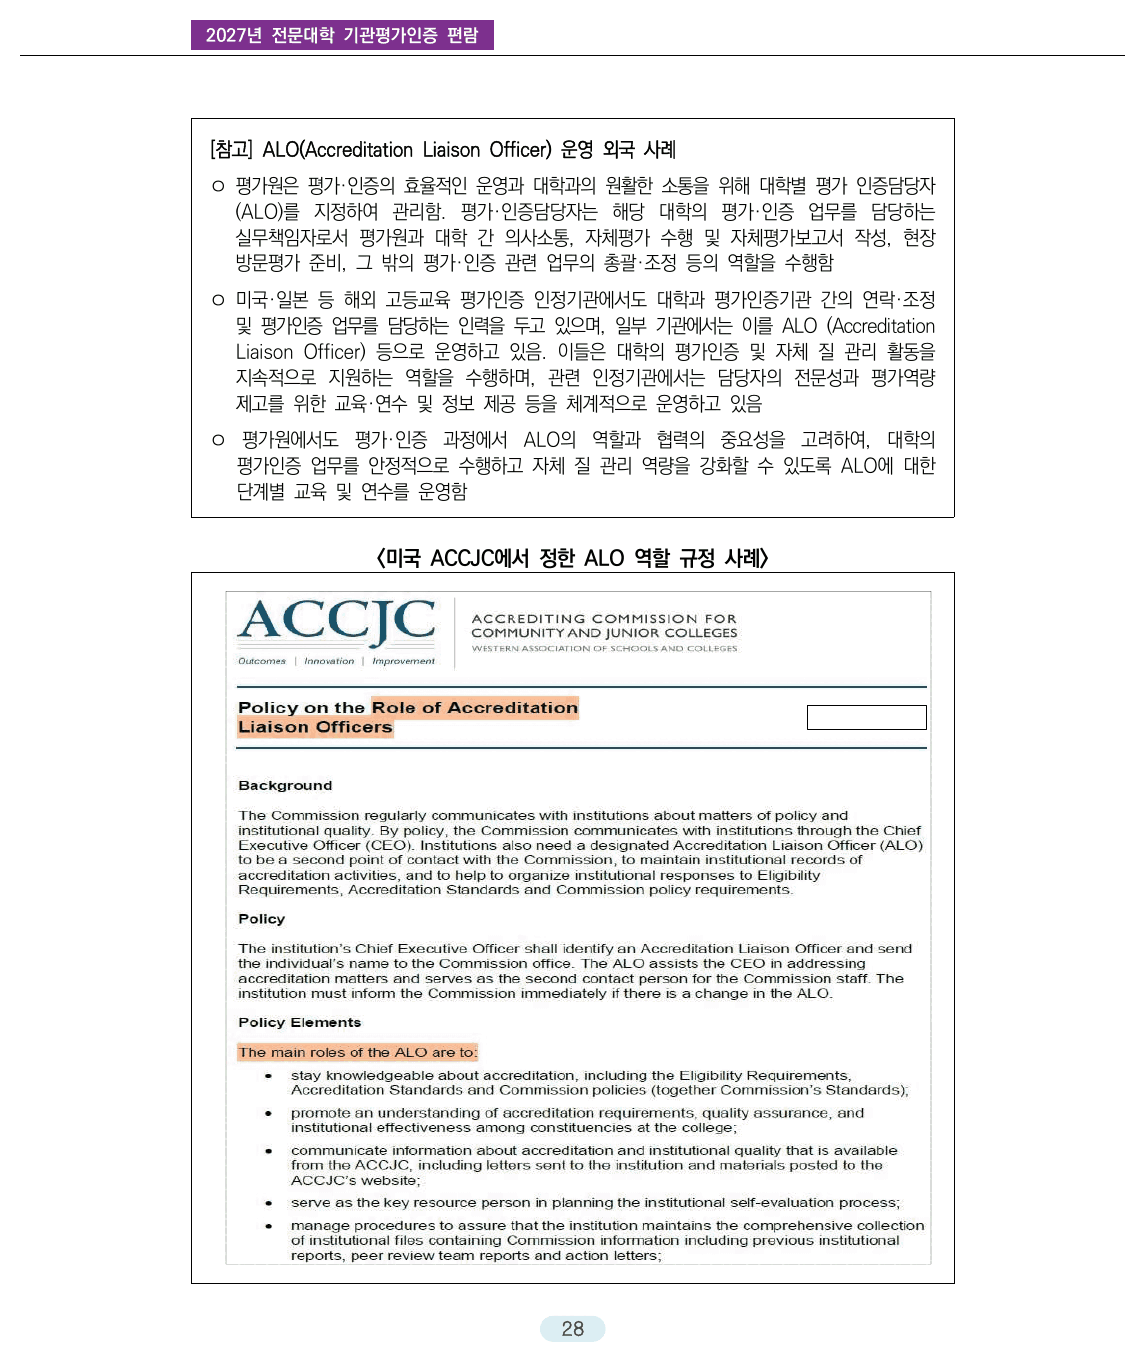 2027년 전문대학 기관평가인증 편람
[참고] ALO(Accreditation Liaison Officer) 운영 외국 사례
ㅇ 평가원은 평가·인증의 효율적인 운영과 대학과의 원활한 소통을 위해 대학별 평가 인증담당자
(ALO)를 지정하여 관리함. 평가·인증담당자는 해당 대학의 평가·인증 업무를 담당하는
실무책임자로서 평가원과 대학 간 의사소통, 자체평가 수행 및 자체평가보고서 작성, 현장
방문평가 준비, 그 밖의 평가·인증 관련 업무의 총괄·조정 등의 역할을 수행함
ㅇ 미국·일본 등 해외 고등교육 평가인증 인정기관에서도 대학과 평가인증기관 간의 연락·조정
및 평가인증 업무를 담당하는 인력을 두고 있으며, 일부 기관에서는 이를 ALO (Accreditation
Liaison Officer) 등으로 운영하고 있음. 이들은 대학의 평가인증 및 자체 질 관리 활동을
지속적으로 지원하는 역할을 수행하며, 관련 인정기관에서는 담당자의 전문성과 평가역량
제고를 위한 교육·연수 및 정보 제공 등을 체계적으로 운영하고 있음
ㅇ 평가원에서도 평가·인증 과정에서 ALO의 역할과 협력의 중요성을 고려하여, 대학의
평가인증 업무를 안정적으로 수행하고 자체 질 관리 역량을 강화할 수 있도록 ALO에 대한
단계별 교육 및 연수를 운영함
〈미국 ACCJC에서 정한 ALO 역할 규정 사례〉
ACCJC
Outcomes | Innovation | Improvement
ACCREDITING COMMISSION FOR
COMMUNITY AND JUNIOR COLLEGES
WESTERN ASSOCIATION OF SCHOOLS AND COLLEGES
Policy on the Role of Accreditation
Liaison Officers
Background
The Commission regularly communicates with institutions about matters of policy and
institutional quality. By policy, the Commission communicates with institutions through the Chief
Executive Officer (CEO). Institutions also need a designated Accreditation Liaison Officer (ALO)
to be a second point of contact with the Commission, to maintain institutional records of
accreditation activities, and to help to organize institutional responses to Eligibility
Requirements, Accreditation Standards and Commission policy requirements.
Policy
The institution's Chief Executive Officer shall identify an Accreditation Liaison Officer and send
the individual's name to the Commission office. The ALO assists the CEO in addressing
accreditation matters and serves as the second contact person for the Commission staff. The
institution must inform the Commission immediately if there is a change in the ALO.
Policy Elements
The main roles of the ALO are to:
• stay knowledgeable about accreditation, including the Eligibility Requirements,
Accreditation Standards and Commission policies (together Commission's Standards);
• promote an understanding of accreditation requirements, quality assurance, and
institutional effectiveness among constituencies at the college;
• communicate information about accreditation and institutional quality that is available
from the ACCJC, including letters sent to the institution and materials posted to the
ACCJC's website;
• serve as the key resource person in planning the institutional self-evaluation process;
• manage procedures to assure that the institution maintains the comprehensive collection
of institutional files containing Commission information including previous institutional
reports, peer review team reports and action letters;
28